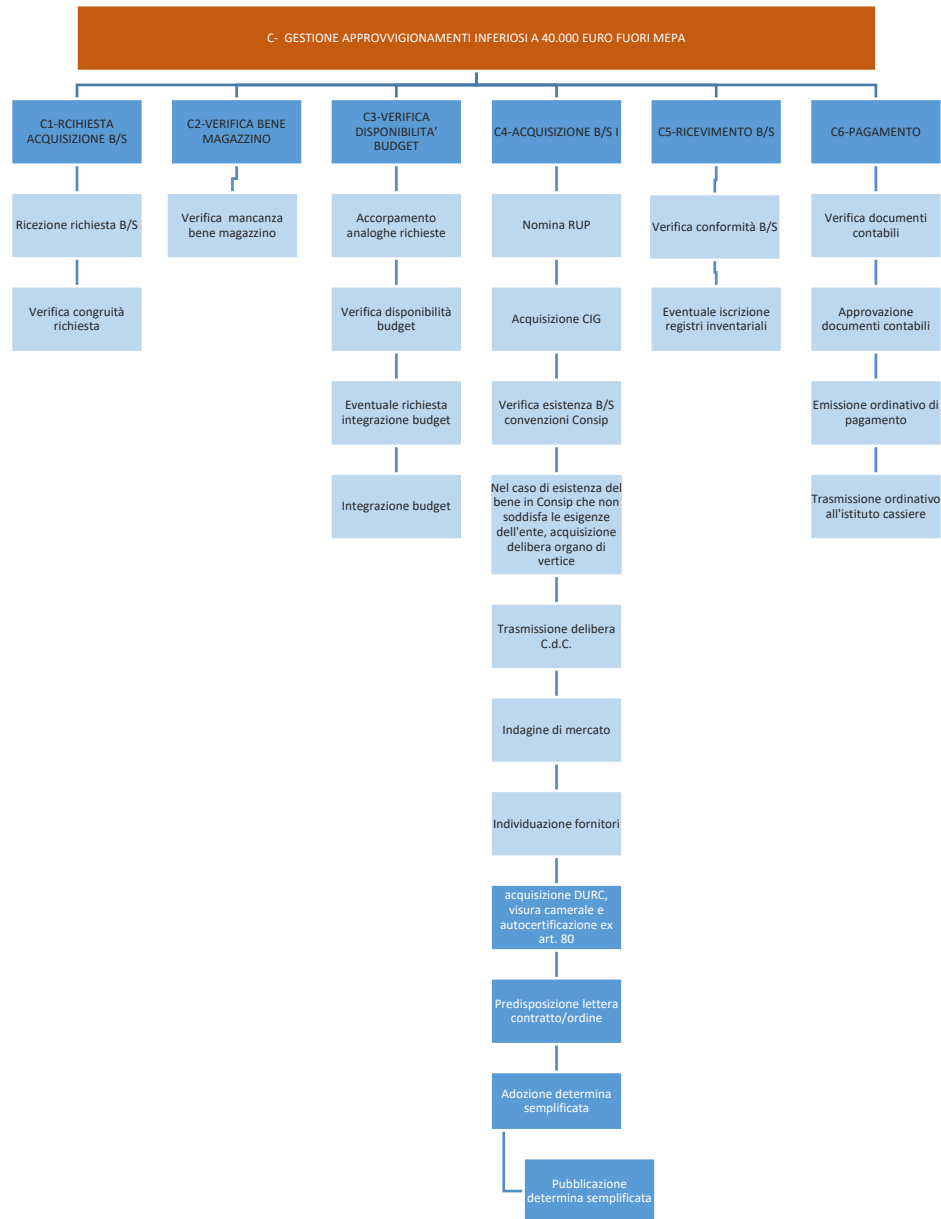 C- GESTIONE APPROVVIGIONAMENTI INFERIOSI A 40.000 EURO FUORI MEPA
C1-RCIHIESTA
ACQUISIZIONE B/S
Ricezione richiesta B/S
Verifica congruità
richiesta
C2-VERIFICA BENE
MAGAZZINO
Verifica mancanza
bene magazzino
C3-VERIFICA
DISPONIBILITA'
BUDGET
Accorpamento
analoghe richieste
Verifica disponibilità
budget
Eventuale richiesta
integrazione budget
Integrazione budget
C4-ACQUISIZIONE B/S I
Nomina RUP
Acquisizione CIG
Verifica esistenza B/S
convenzioni Consip
Nel caso di esistenza del
bene in Consip che non
soddisfa le esigenze
dell'ente, acquisizione
delibera organo di
vertice
Trasmissione delibera
C.d.C.
Indagine di mercato
Individuazione fornitori
acquisizione DURC,
visura camerale e
autocertificazione ex
art. 80
Predisposizione lettera
contratto/ordine
Adozione determina
semplificata
Pubblicazione
determina semplificata
C5-RICEVIMENTO B/S
Verifica conformità B/S
Eventuale iscrizione
registri inventariali
C6-PAGAMENTO
Verifica documenti
contabili
Approvazione
documenti contabili
Emissione ordinativo di
pagamento
Trasmissione ordinativo
all'istituto cassiere